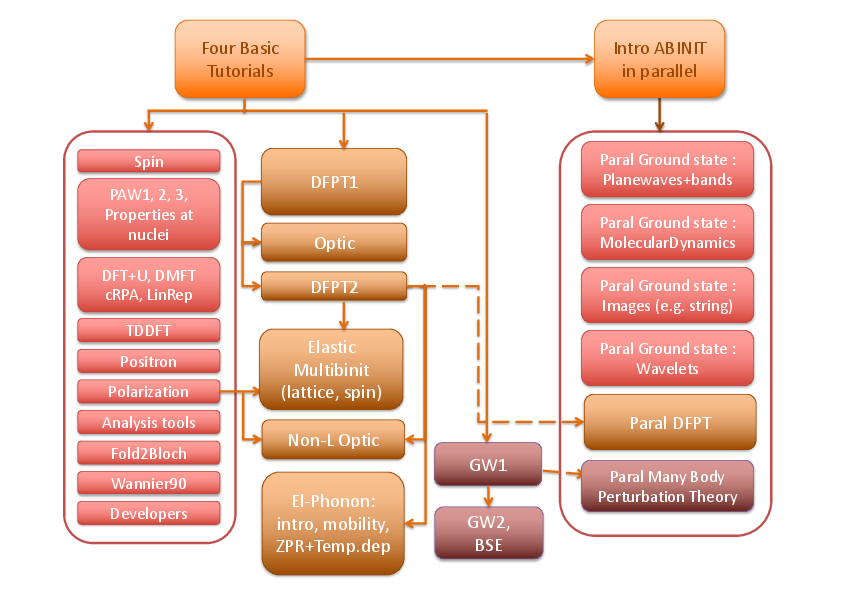 Four Basic
Tutorials
Intro ABINIT
in parallel
Spin
PAW1, 2, 3,
Properties at
nuclei
DFT+U, DMFT
cRPA, LinRep
TDDFT
Positron
Polarization
Analysis tools
Fold2Bloch
Wannier90
Developers
DFPT1
Optic
DFPT2
Elastic
Multibinit
(lattice, spin)
Non-L Optic
El-Phonon:
intro, mobility,
ZPR+Temp.dep
GW1
GW2,
BSE
Paral Ground state :
Planewaves+bands
Paral Ground state :
MolecularDynamics
Paral Ground state :
Images (e.g. string)
Paral Ground state :
Wavelets
Paral DFPT
Paral Many Body
Perturbation Theory